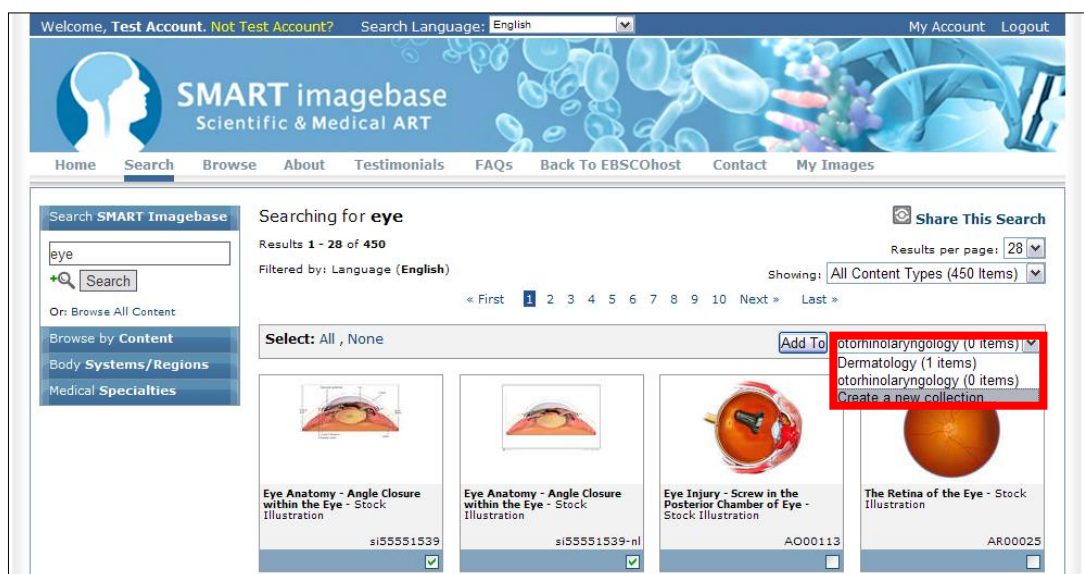 Welcome, Test Account. Not Test Account? Search Language: English My Account Logout
SMART imagebase
Scientific & Medical ART
Home Search Browse About Testimonials FAQs Back To EBSCOhost Contact My Images
Search SMART Imagebase
eye
Search
Or: Browse All Content
Browse by Content
Body Systems/Regions
Medical Specialties
Searching for eye
Share This Search
Results 1 - 28 of 450
Results per page: 28
Filtered by: Language (English)
Showing: All Content Types (450 Items)
« First 1 2 3 4 5 6 7 8 9 10 Next » Last »
Select: All , None
Add To otorhinolaryngology (0 items)
Dermatology (1 items)
otorhinolaryngology (0 items)
Create a new collection...
Eye Anatomy - Angle Closure
within the Eye - Stock
Illustration
si55551539
Eye Anatomy - Angle Closure
within the Eye - Stock
Illustration
si55551539-nl
Eye Injury - Screw in the
Posterior Chamber of Eye -
Stock Illustration
AO00113
The Retina of the Eye - Stock
Illustration
AR00025